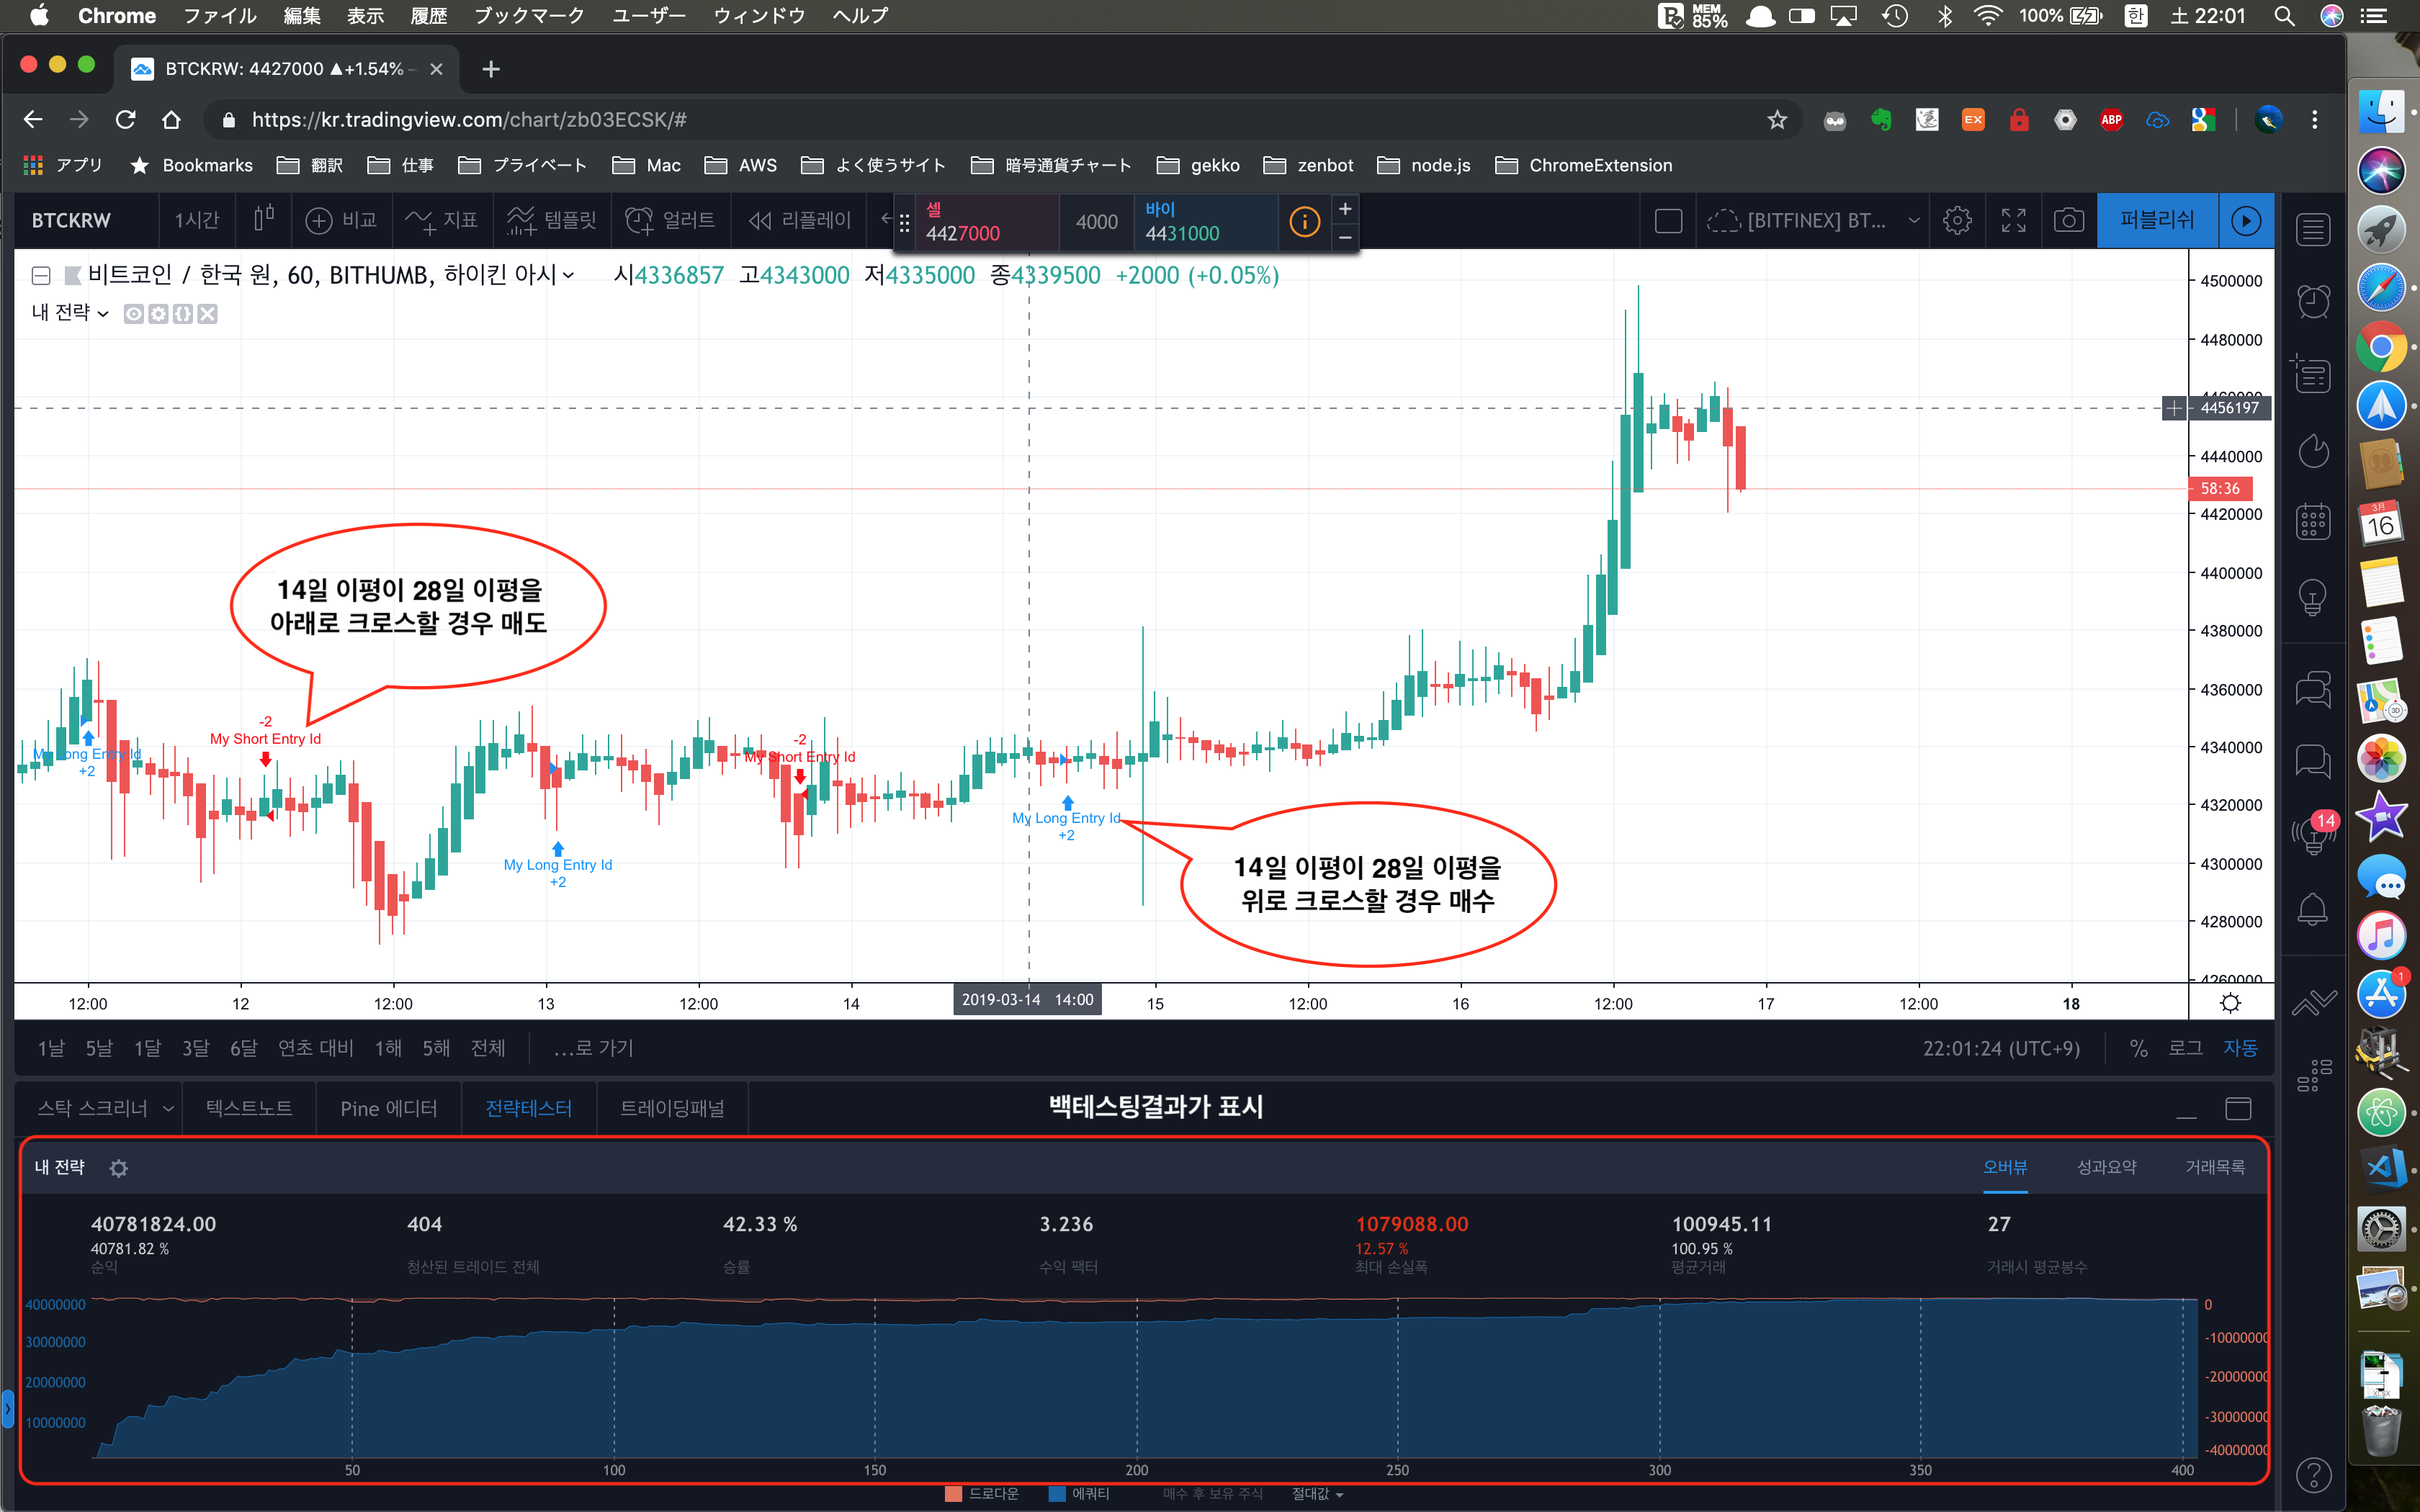 Chrome ファイル 編集 表示 履歴 ブックマーク ユーザー ウィンドウ ヘルプ
MEM 85% 100% 한 土 22:01
BTCKRW: 4427000 ▲+1.54%
https://kr.tradingview.com/chart/zb03ECSK/#
EX ABP
アプリ Bookmarks 翻訳 仕事 プライベート Mac AWS よく使うサイト 暗号通貨チャート gekko zenbot node.js ChromeExtension
BTCKRW 1시간 비교 지표 템플릿 얼러트 리플레이
셀 4427000 4000 바이 4431000
[BITFINEX] BT... 퍼블리쉬
비트코인 / 한국 원, 60, BITHUMB, 하이킨 아시 시4336857 고4343000 저4335000 종4339500 +2000 (+0.05%)
내 전략
4500000
4480000
4456197
4440000
58:36
4420000
4400000
4380000
4360000
4340000
4320000
4300000
4280000
4260000
14일 이평이 28일 이평을
아래로 크로스할 경우 매도
-2
My Short Entry Id
My Long Entry Id
+2
-2
My Short Entry Id
My Long Entry Id
+2
My Long Entry Id
+2
14일 이평이 28일 이평을
위로 크로스할 경우 매수
12:00 12 12:00 13 12:00 14 2019-03-14 14:00 15 12:00 16 12:00 17 12:00 18
1날 5날 1달 3달 6달 연초 대비 1해 5해 전체 ...로 가기 22:01:24 (UTC+9) % 로그 자동
스탁 스크리너 텍스트노트 Pine 에디터 전략테스터 트레이딩패널 백테스팅결과가 표시
내 전략 오버뷰 성과요약 거래목록
40781824.00 404 42.33 % 3.236 1079088.00 100945.11 27
40781.82 % 12.57 % 100.95 %
순익 청산된 트레이드 전체 승률 수익 팩터 최대 손실폭 평균거래 거래시 평균봉수
40000000
30000000
20000000
10000000
0
-10000000
-20000000
-30000000
-40000000
50 100 150 200 250 300 350 400
드로다운 에쿼티 매수 후 보유 주식 절대값
14
3月
16
3D
1